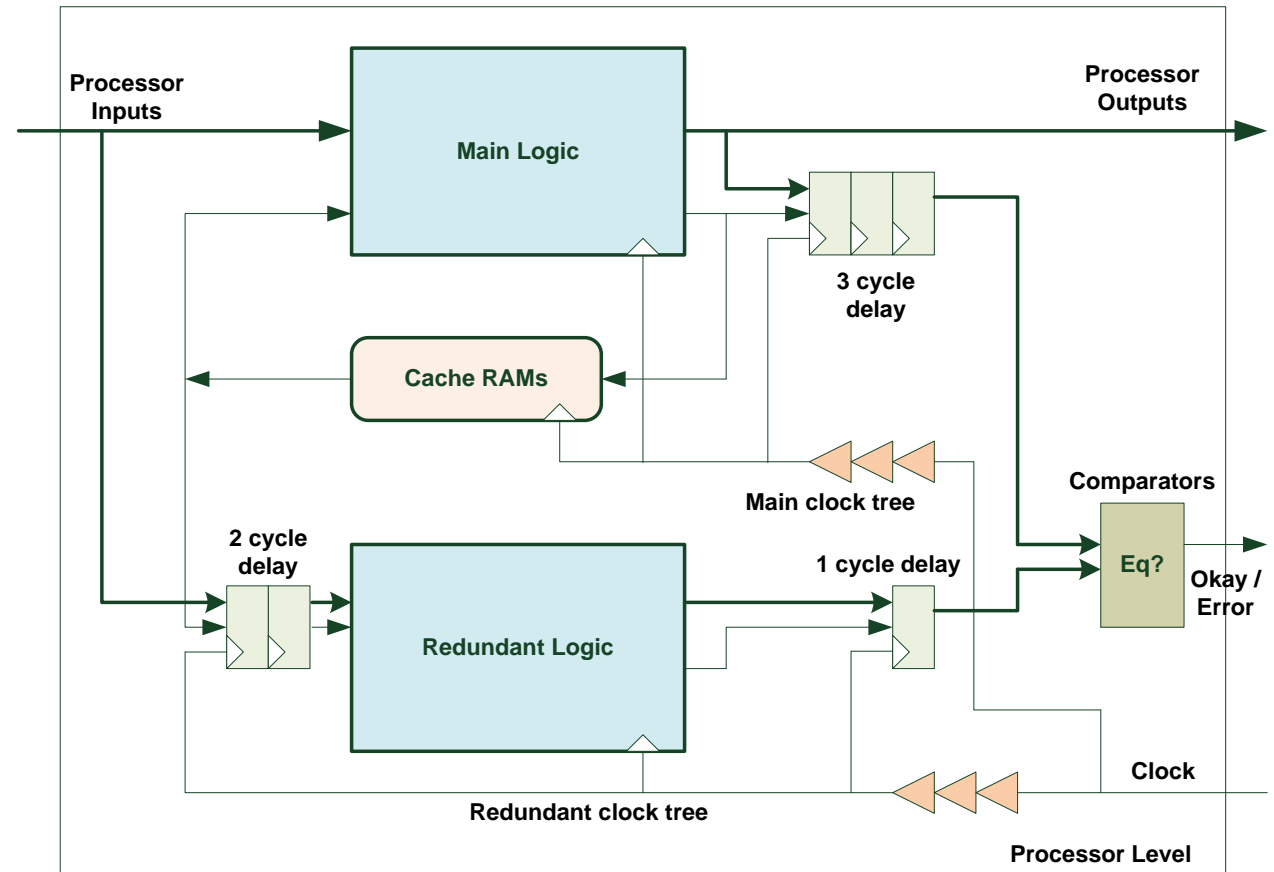 Processor
Inputs
Processor
Outputs
Main Logic
3 cycle
delay
Cache RAMs
Main clock tree
Comparators
2 cycle
delay
1 cycle delay
Eq?
Okay /
Error
Redundant Logic
Clock
Redundant clock tree
Processor Level